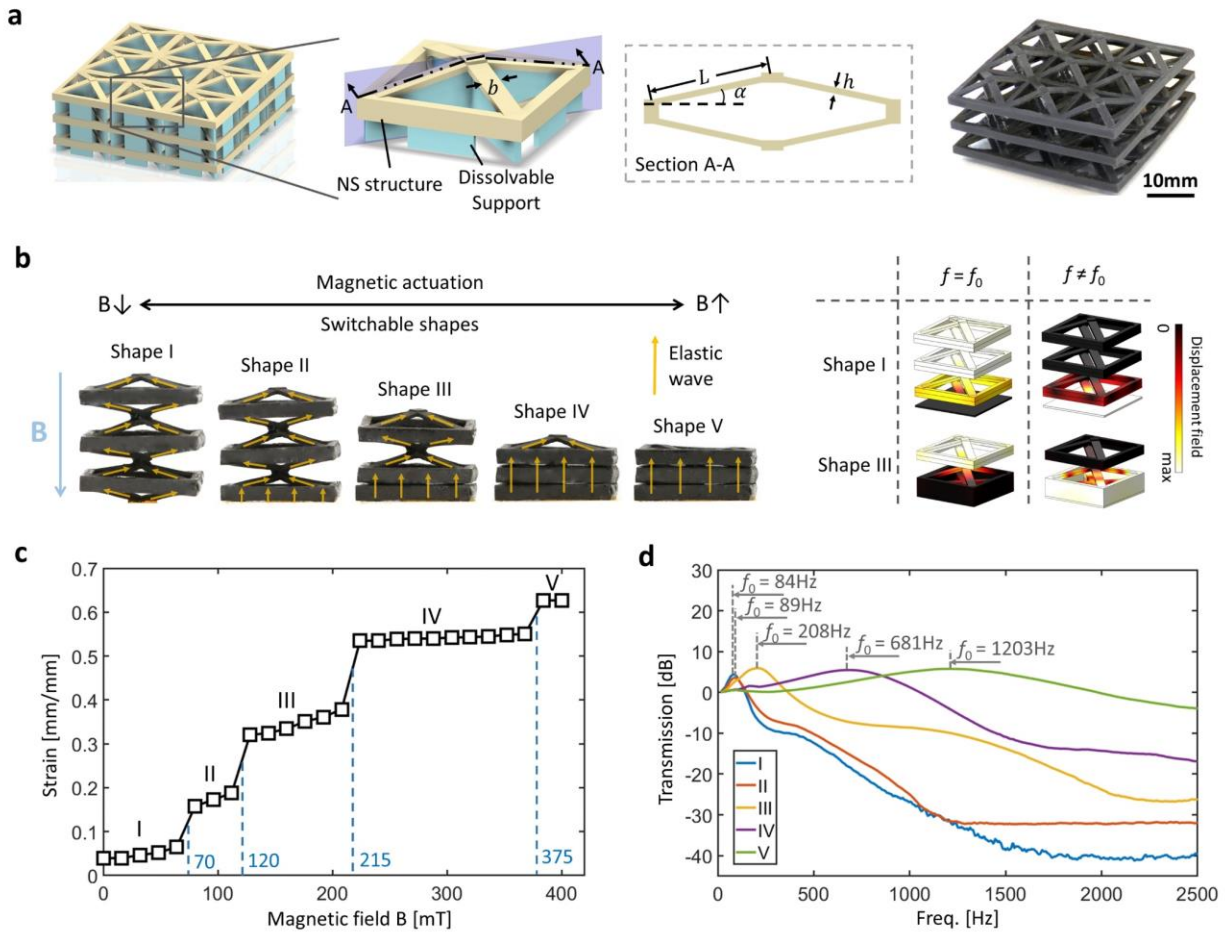 a
A
A
b
NS structure
Dissolvable
Support
L
α
h
Section A-A
10mm
b
Magnetic actuation
B↓
B↑
Switchable shapes
Shape I
Shape II
Shape III
Shape IV
Shape V
Elastic
wave
B
f = f0
f ≠ f0
Shape I
Shape III
0
Displacement field
max
c
Strain [mm/mm]
0.7
0.6
0.5
0.4
0.3
0.2
0.1
0
I
II
III
IV
V
70
120
215
375
0
100
200
300
400
Magnetic field B [mT]
d
Transmission [dB]
30
20
10
0
-10
-20
-30
-40
f0 = 84Hz
f0 = 89Hz
f0 = 208Hz
f0 = 681Hz
f0 = 1203Hz
I
II
III
IV
V
0
500
1000
1500
2000
2500
Freq. [Hz]